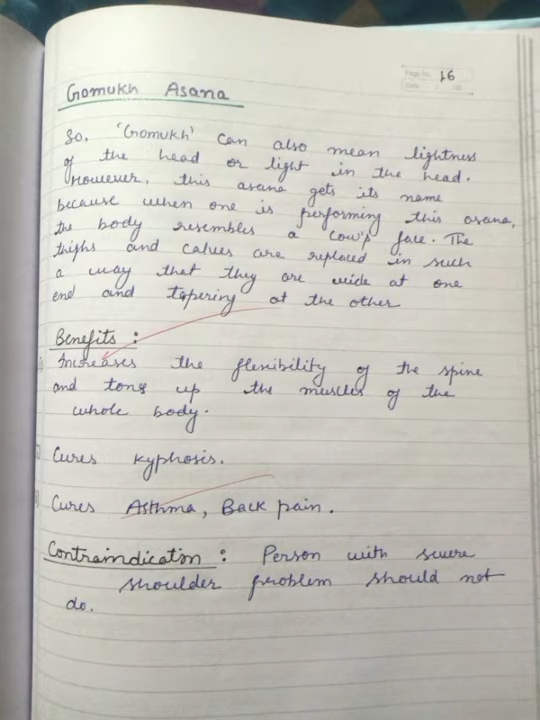 Page No. 16
Date
Gomukh Asana
So, 'Gomukh' can also mean lightness
of the head or light in the head.
However, this asana gets its name
because when one is performing this asana,
the body resembles a cow's face. The
thighs and calves are replaced in such
a way that they are wide at one
end and tapering at the other
Benefits :
Increases the flexibility of the spine
and tons up the muscles of the
whole body.
Cures Kyphosis.
Cures Asthma, Back pain.
Contraindication : Person with severe
shoulder problem should not
do.